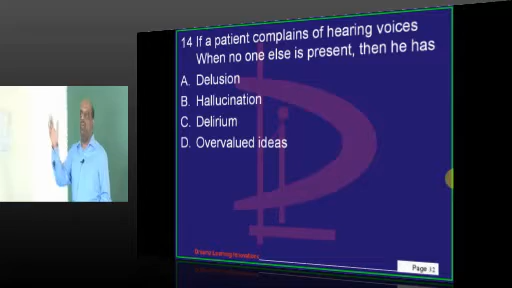 14 If a patient complains of hearing voices
When no one else is present, then he has
A. Delusion
B. Hallucination
C. Delirium
D. Overvalued ideas
Page 32